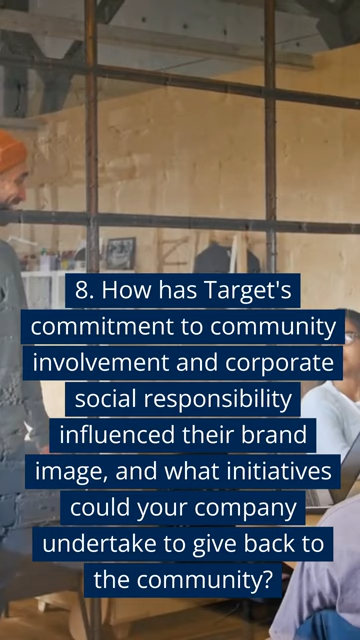 8. How has Target's
commitment to community
involvement and corporate
social responsibility
influenced their brand
image, and what initiatives
could your company
undertake to give back to
the community?